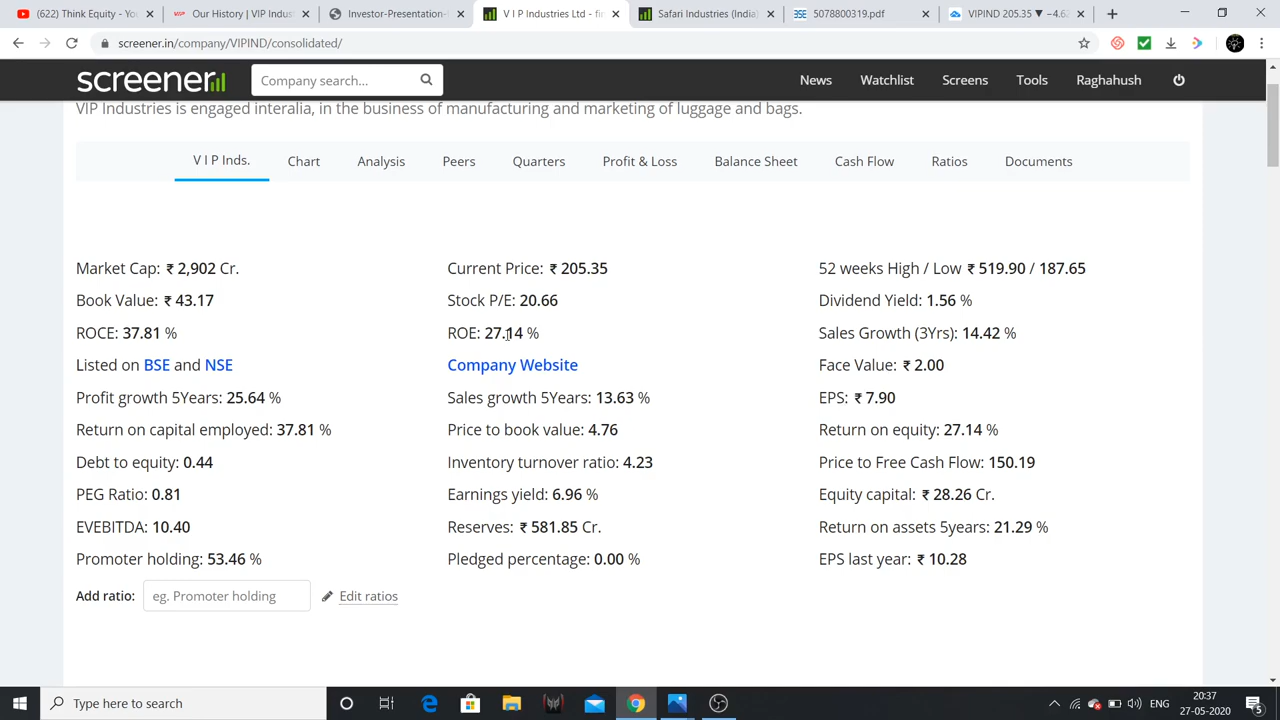 (622) Think Equity - You
Our History | VIP Indust
Investor-Presentation-
V I P Industries Ltd - fin
Safari Industries (India)
5078800319.pdf
VIPIND 205.35 ▼ −4.62
screener.in/company/VIPIND/consolidated/
screener
Company search...
News
Watchlist
Screens
Tools
Raghahush
VIP Industries is engaged interalia, in the business of manufacturing and marketing of luggage and bags.
V I P Inds.
Chart
Analysis
Peers
Quarters
Profit & Loss
Balance Sheet
Cash Flow
Ratios
Documents
Market Cap: ₹ 2,902 Cr.
Current Price: ₹ 205.35
52 weeks High / Low ₹ 519.90 / 187.65
Book Value: ₹ 43.17
Stock P/E: 20.66
Dividend Yield: 1.56 %
ROCE: 37.81 %
ROE: 27.14 %
Sales Growth (3Yrs): 14.42 %
Listed on BSE and NSE
Company Website
Face Value: ₹ 2.00
Profit growth 5Years: 25.64 %
Sales growth 5Years: 13.63 %
EPS: ₹ 7.90
Return on capital employed: 37.81 %
Price to book value: 4.76
Return on equity: 27.14 %
Debt to equity: 0.44
Inventory turnover ratio: 4.23
Price to Free Cash Flow: 150.19
PEG Ratio: 0.81
Earnings yield: 6.96 %
Equity capital: ₹ 28.26 Cr.
EVEBITDA: 10.40
Reserves: ₹ 581.85 Cr.
Return on assets 5years: 21.29 %
Promoter holding: 53.46 %
Pledged percentage: 0.00 %
EPS last year: ₹ 10.28
Add ratio:
eg. Promoter holding
Edit ratios
Type here to search
ENG
20:37
27-05-2020
5